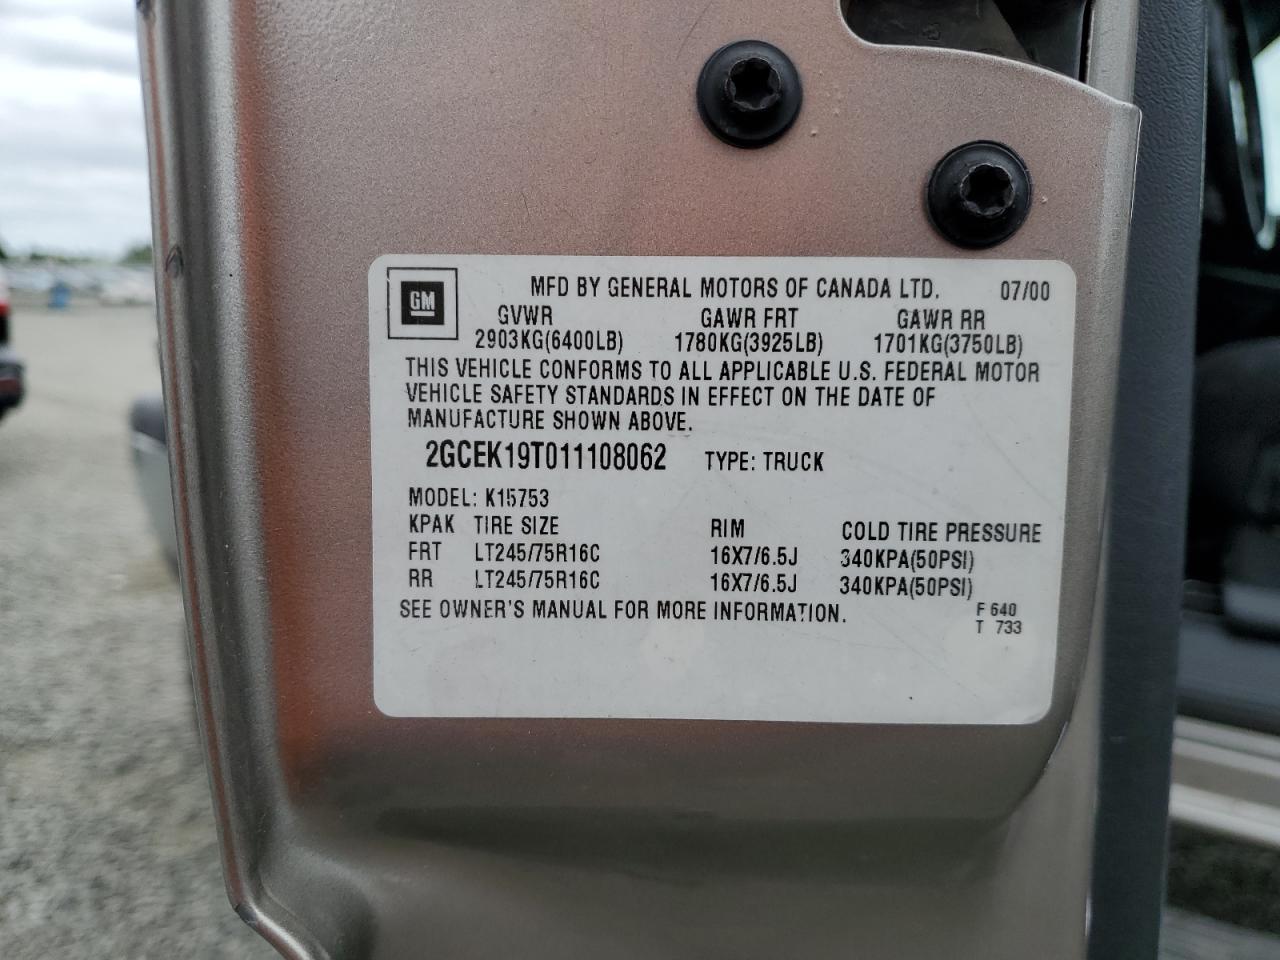 GM
MFD BY GENERAL MOTORS OF CANADA LTD. 07/00
GVWR GAWR FRT GAWR RR
2903KG(6400LB) 1780KG(3925LB) 1701KG(3750LB)
THIS VEHICLE CONFORMS TO ALL APPLICABLE U.S. FEDERAL MOTOR
VEHICLE SAFETY STANDARDS IN EFFECT ON THE DATE OF
MANUFACTURE SHOWN ABOVE.
2GCEK19T011108062 TYPE: TRUCK
MODEL: K15753
KPAK TIRE SIZE RIM COLD TIRE PRESSURE
FRT LT245/75R16C 16X7/6.5J 340KPA(50PSI)
RR LT245/75R16C 16X7/6.5J 340KPA(50PSI)
SEE OWNER'S MANUAL FOR MORE INFORMATION. F 640
T 733